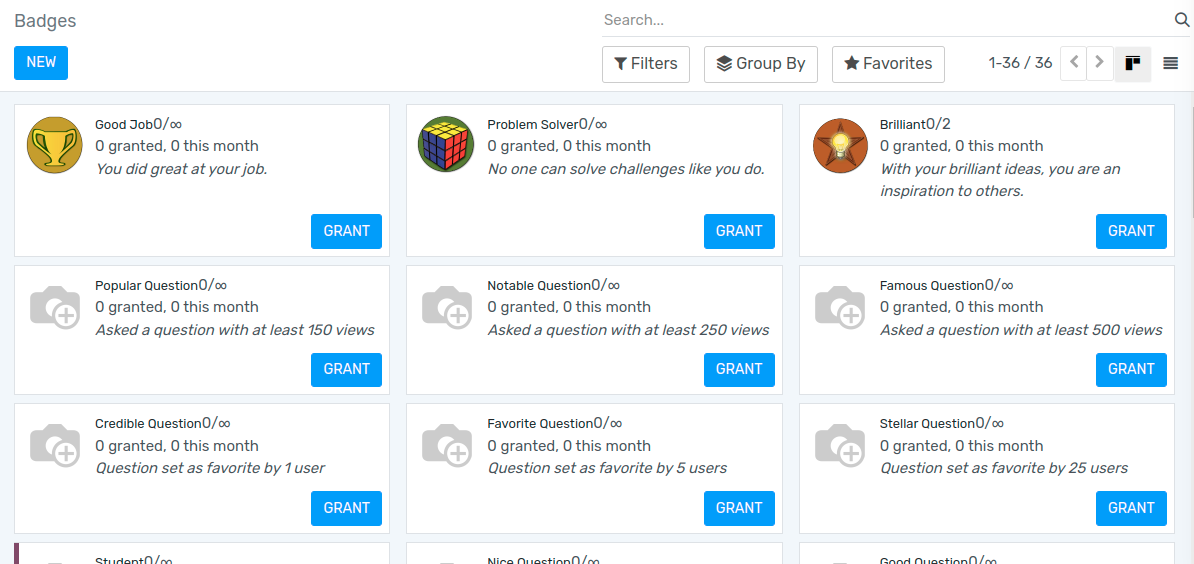 Badges
Search...
NEW
Filters
Group By
Favorites
1-36 / 36
Good Job0/∞
0 granted, 0 this month
You did great at your job.
GRANT
Problem Solver0/∞
0 granted, 0 this month
No one can solve challenges like you do.
GRANT
Brilliant0/2
0 granted, 0 this month
With your brilliant ideas, you are an
inspiration to others.
GRANT
Popular Question0/∞
0 granted, 0 this month
Asked a question with at least 150 views
GRANT
Notable Question0/∞
0 granted, 0 this month
Asked a question with at least 250 views
GRANT
Famous Question0/∞
0 granted, 0 this month
Asked a question with at least 500 views
GRANT
Credible Question0/∞
0 granted, 0 this month
Question set as favorite by 1 user
GRANT
Favorite Question0/∞
0 granted, 0 this month
Question set as favorite by 5 users
GRANT
Stellar Question0/∞
0 granted, 0 this month
Question set as favorite by 25 users
GRANT
Student0/∞
Nice Question0/∞
Good Question0/∞